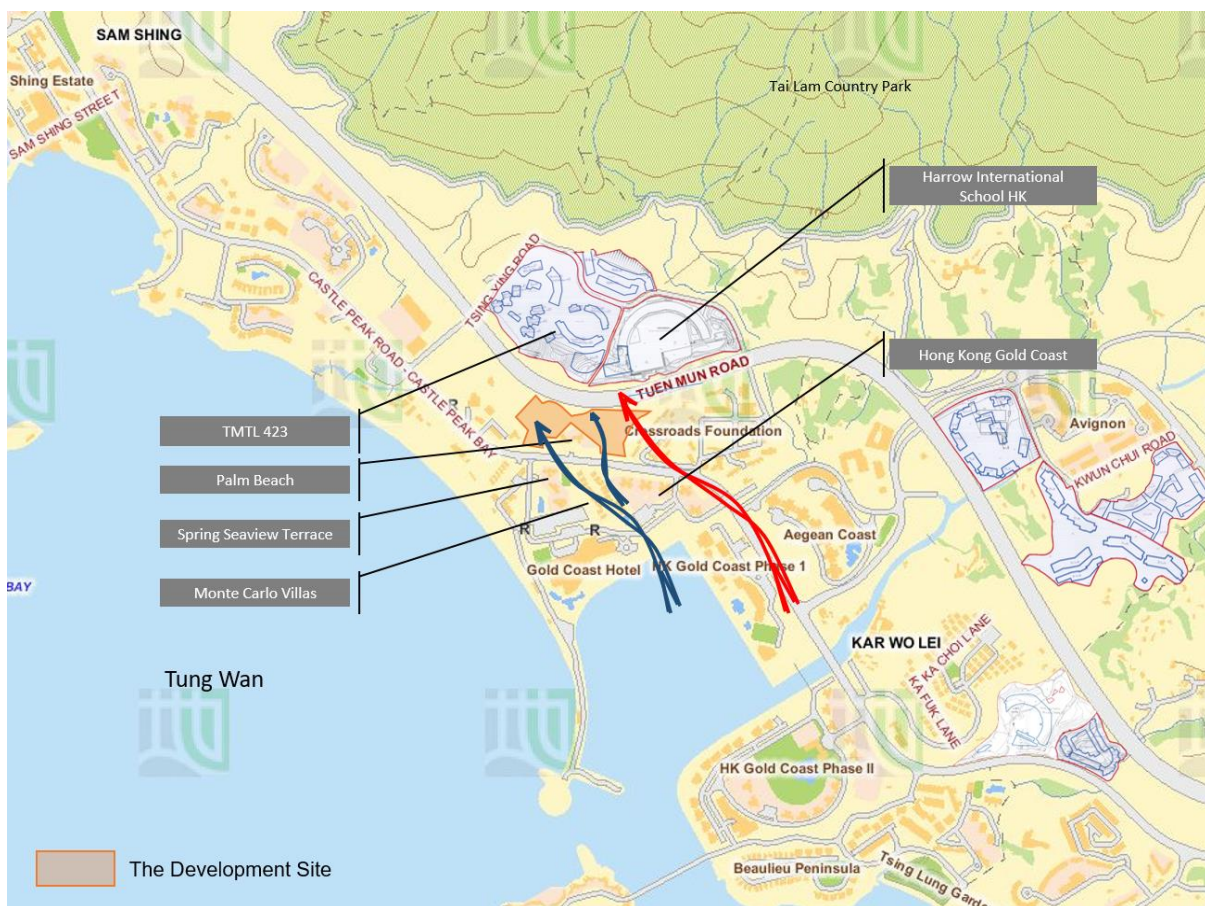 SAM SHING
Shing Estate
SAM SHING STREET
Tai Lam Country Park
Harrow International
School HK
TSING YING ROAD
CASTLE PEAK ROAD - CASTLE PEAK BAY
Hong Kong Gold Coast
TUEN MUN ROAD
R
TMTL 423
Crossroads Foundation
Avignon
KWUN CHUI ROAD
Palm Beach
Spring Seaview Terrace
R
R
Aegean Coast
Gold Coast Hotel
HK Gold Coast Phase 1
Monte Carlo Villas
BAY
KAR WO LEI
KA CHOI LANE
KA FUK LANE
Tung Wan
HK Gold Coast Phase II
The Development Site
Beaulieu Peninsula
Tsing Lung Garde